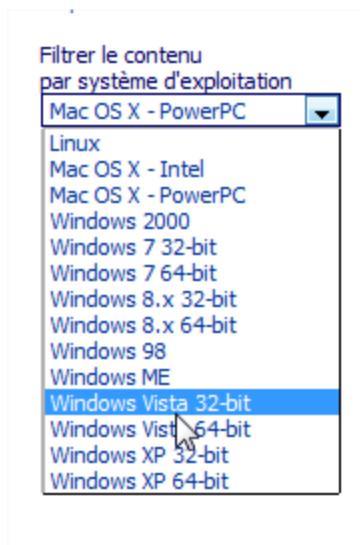 Filtrer le contenu
par système d'exploitation
Mac OS X - PowerPC
Linux
Mac OS X - Intel
Mac OS X - PowerPC
Windows 2000
Windows 7 32-bit
Windows 7 64-bit
Windows 8.x 32-bit
Windows 8.x 64-bit
Windows 98
Windows ME
Windows Vista 32-bit
Windows Vista 64-bit
Windows XP 32-bit
Windows XP 64-bit